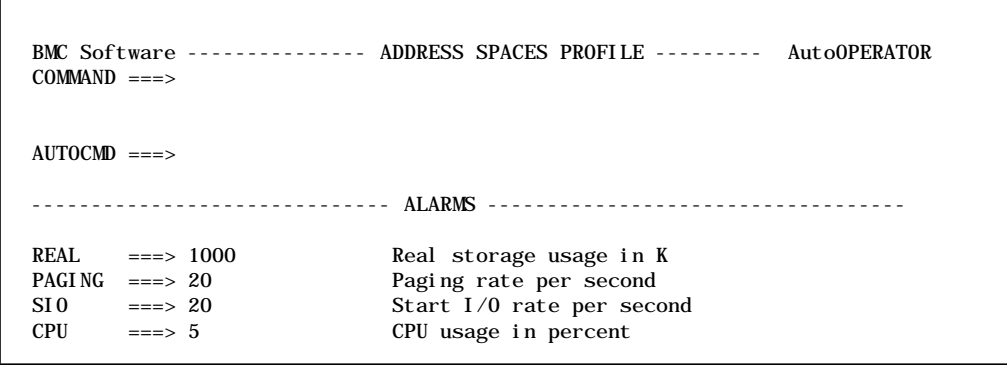 BMC Software --------------- ADDRESS SPACES PROFILE --------- AutoOPERATOR
COMMAND ===>
AUTOCMD ===>
------------------------------ ALARMS -----------------------------------
REAL ===> 1000 Real storage usage in K
PAGING ===> 20 Paging rate per second
SIO ===> 20 Start I/O rate per second
CPU ===> 5 CPU usage in percent